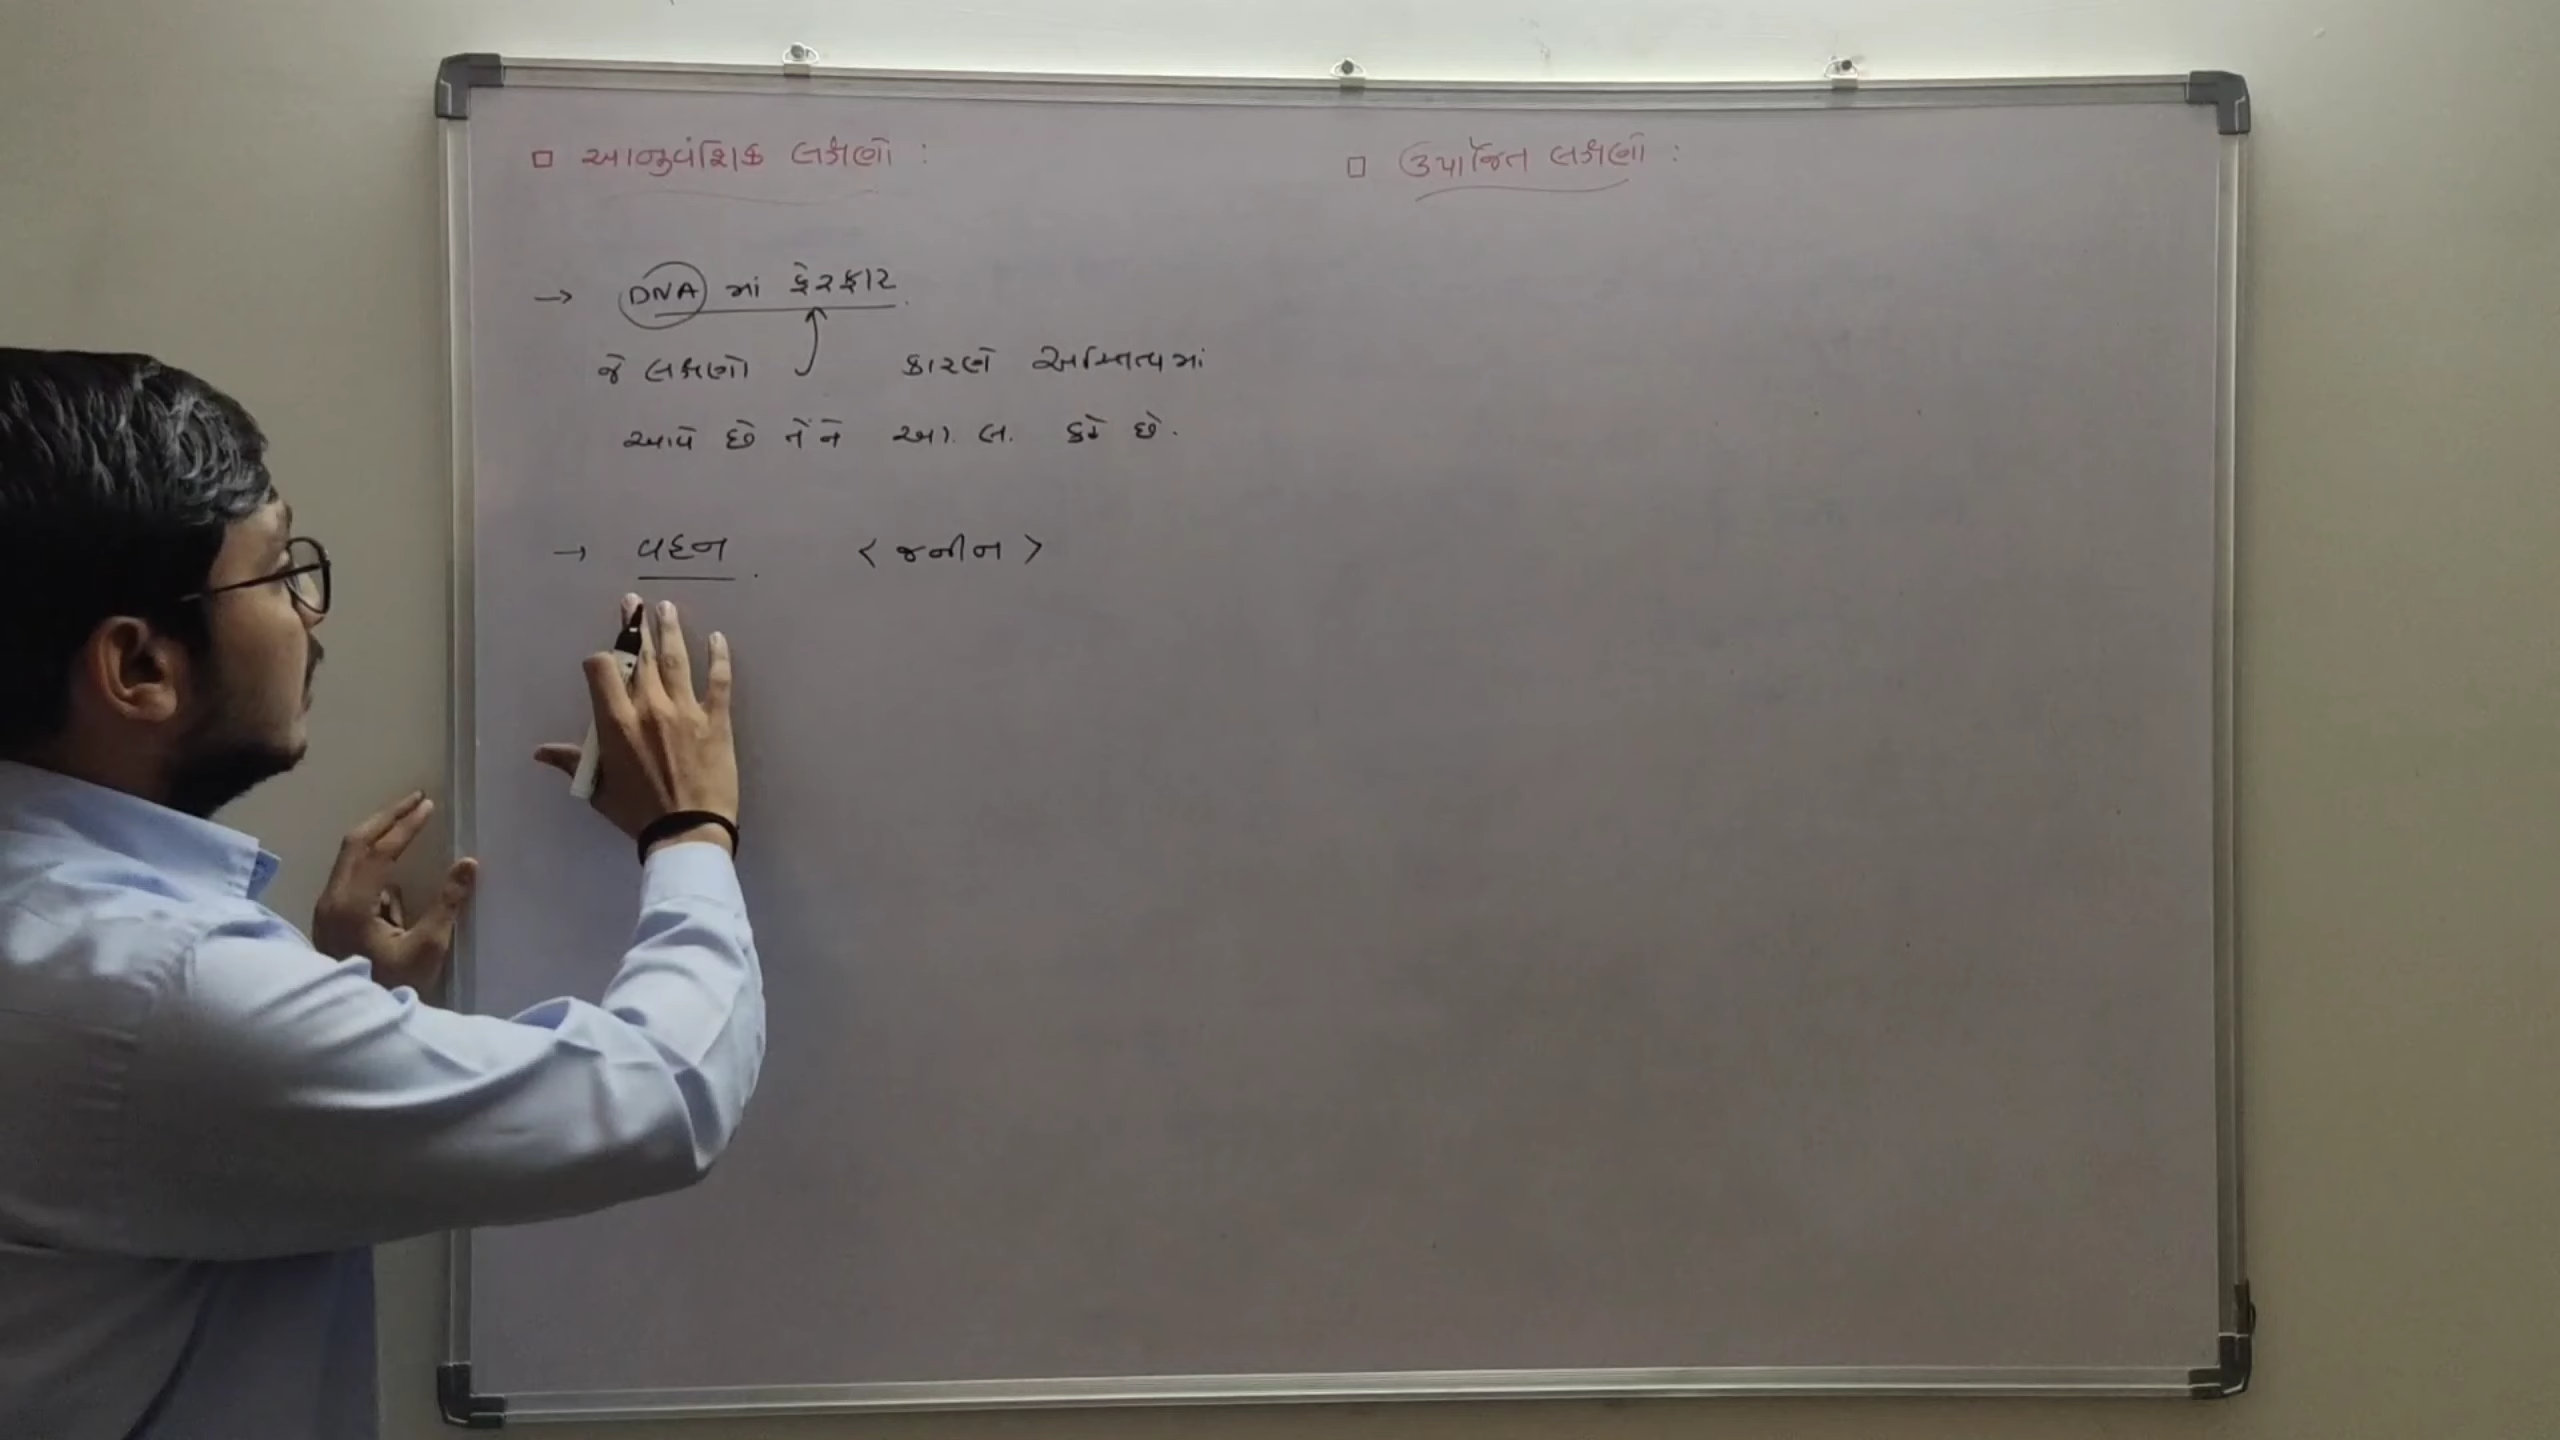 □ આનુવંશિક લક્ષણો :
→ DNA માં ફેરફાર.
જે લક્ષણો કારણે અસ્તિત્વમાં
આવે છે તેને આ. લ. કહે છે.
→ વહન. < જનીન >
□ ઉપાર્જિત લક્ષણો :